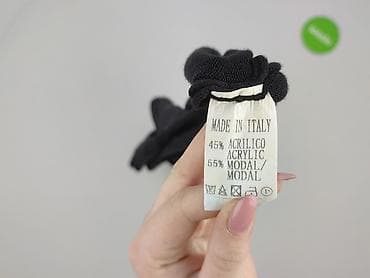 MADE IN ITALY
45% ACRILICO
ACRYLIC
55% MODAL/
MODAL